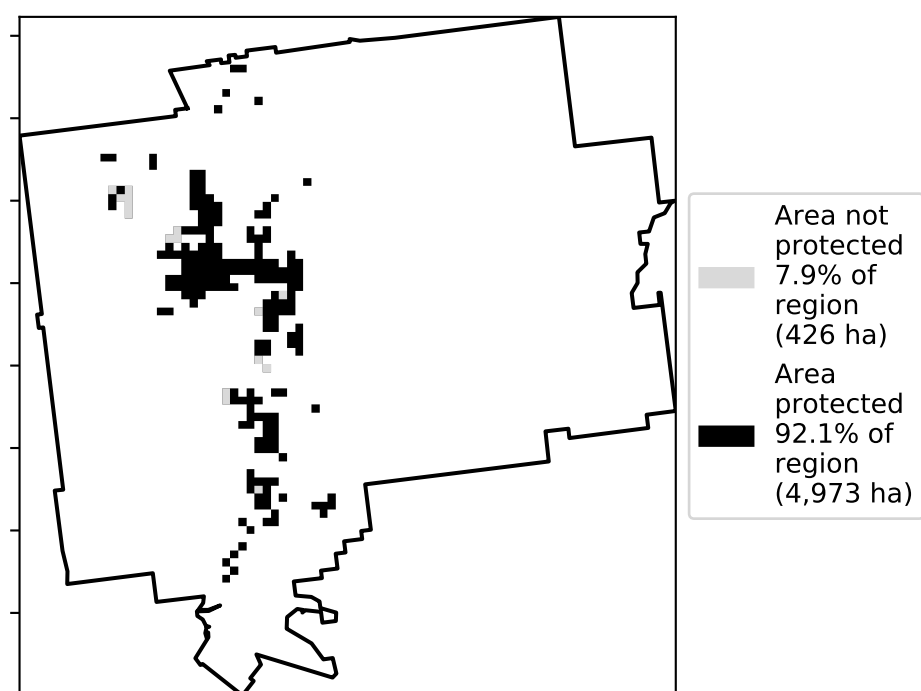 Area not
protected
7.9% of
region
(426 ha)
Area
protected
92.1% of
region
(4,973 ha)